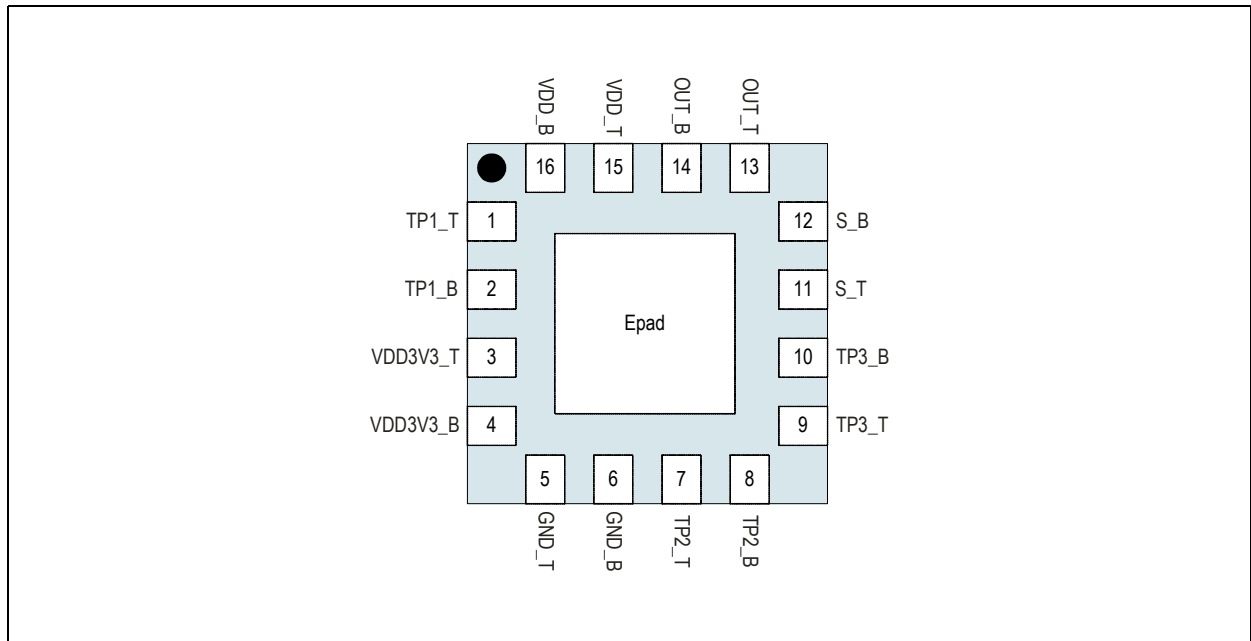 VDD_B
VDD_T
OUT_B
OUT_T
16
15
14
13
TP1_T 1
12 S_B
TP1_B 2
11 S_T
Epad
VDD3V3_T 3
10 TP3_B
VDD3V3_B 4
9 TP3_T
5
6
7
8
GND_T
GND_B
TP2_T
TP2_B